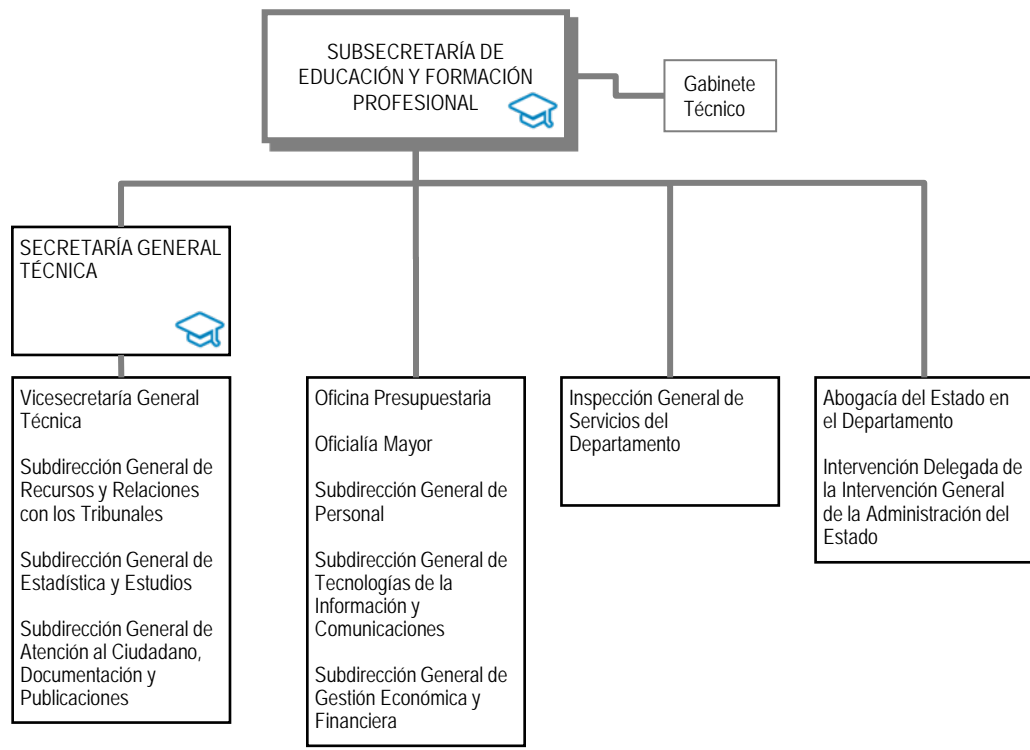 SUBSECRETARÍA DE
EDUCACIÓN Y FORMACIÓN
PROFESIONAL
Gabinete
Técnico
SECRETARÍA GENERAL
TÉCNICA
Vicesecretaría General
Técnica
Subdirección General de
Recursos y Relaciones
con los Tribunales
Subdirección General de
Estadística y Estudios
Subdirección General de
Atención al Ciudadano,
Documentación y
Publicaciones
Oficina Presupuestaria
Oficialía Mayor
Subdirección General de
Personal
Subdirección General de
Tecnologías de la
Información y
Comunicaciones
Subdirección General de
Gestión Económica y
Financiera
Inspección General de
Servicios del
Departamento
Abogacía del Estado en
el Departamento
Intervención Delegada de
la Intervención General
de la Administración del
Estado